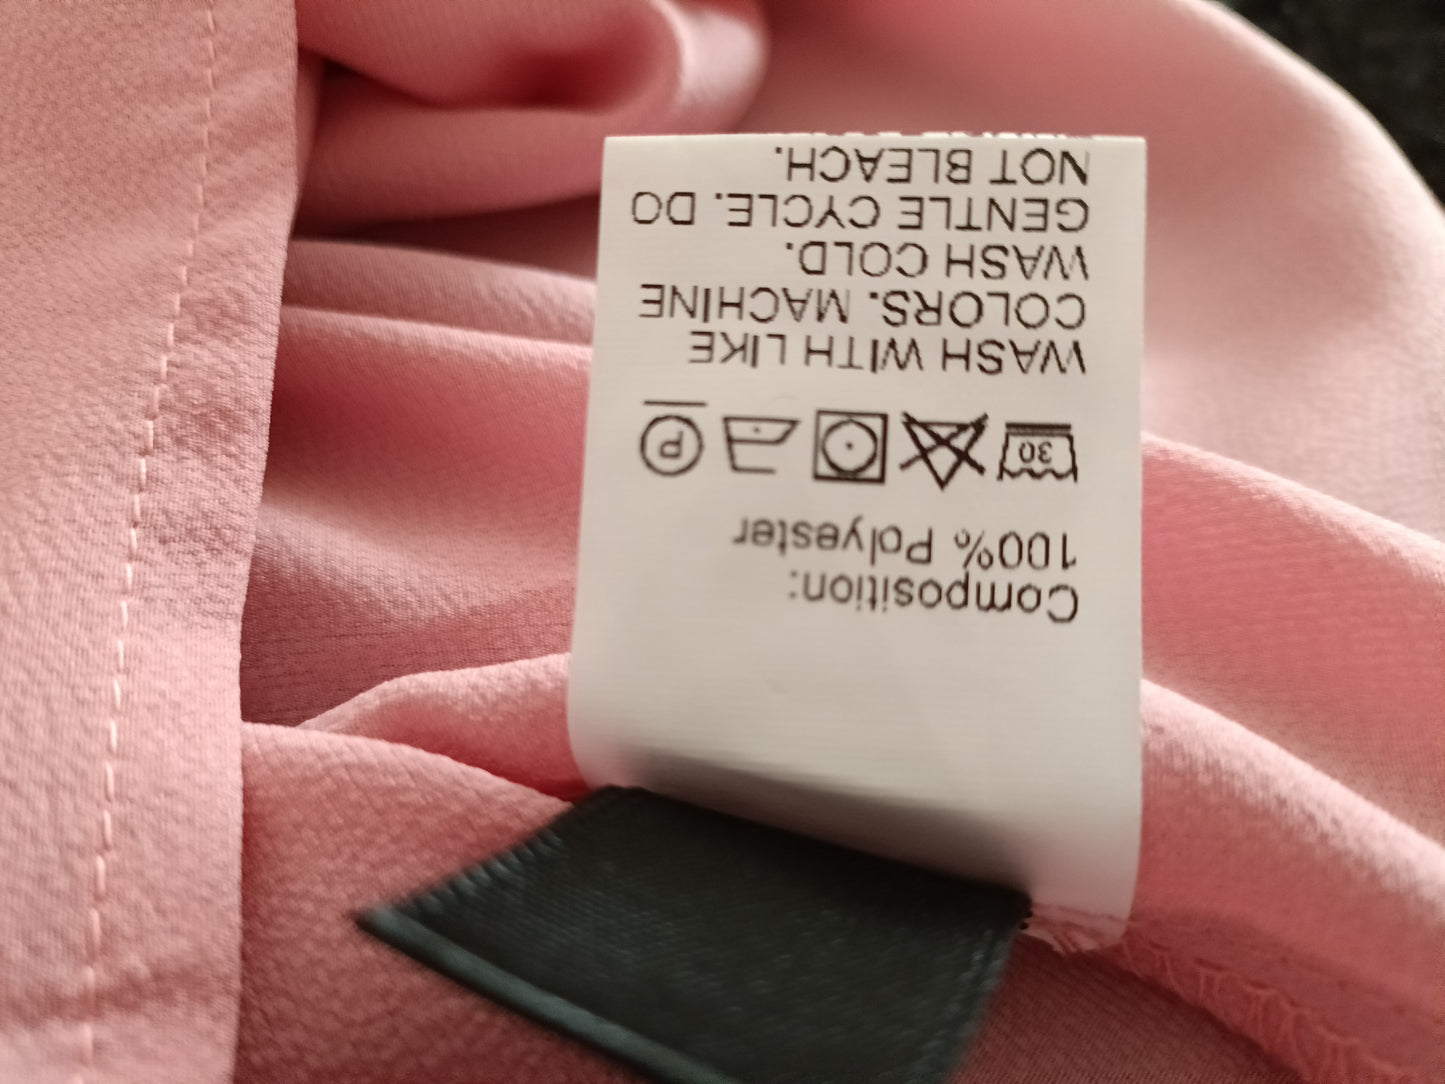 Composition:
100% Polyester
30 P
WASH WITH LIKE
COLORS. MACHINE
WASH COLD.
GENTLE CYCLE. DO
NOT BLEACH.